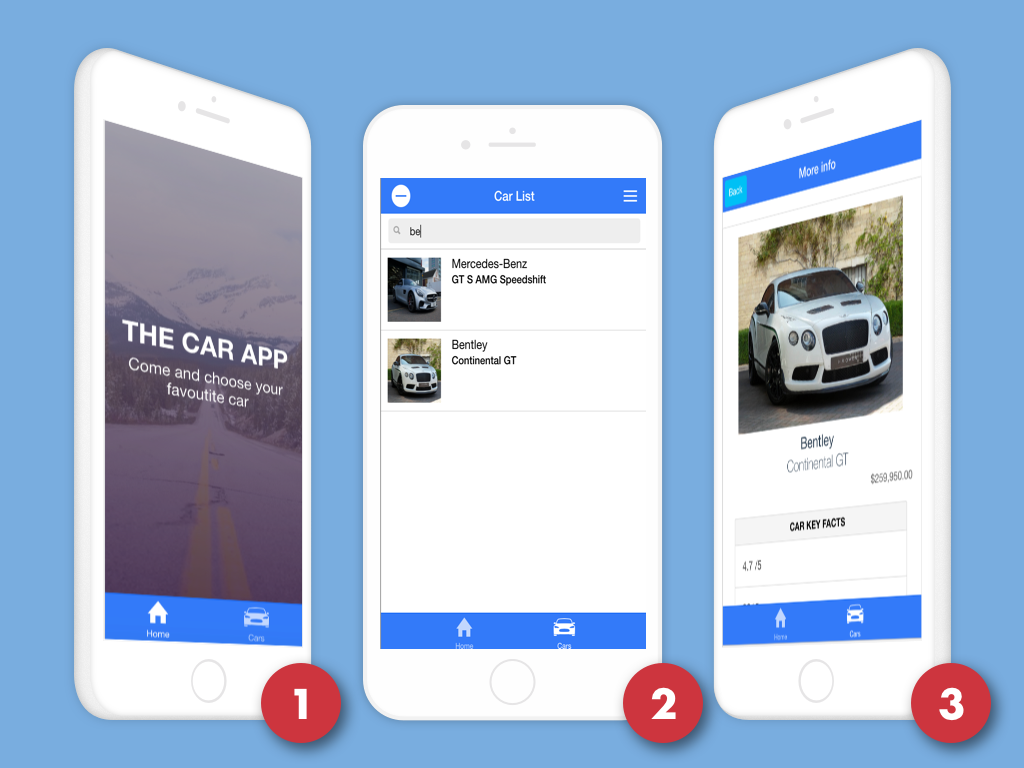 THE CAR APP
Come and choose your
favoutite car
Home
Cars
1
Car List
be
Mercedes-Benz
GT S AMG Speedshift
Bentley
Continental GT
Home
Cars
2
More info
Back
Bentley
Continental GT
$259,950.00
CAR KEY FACTS
4.7 /5
Home
Cars
3